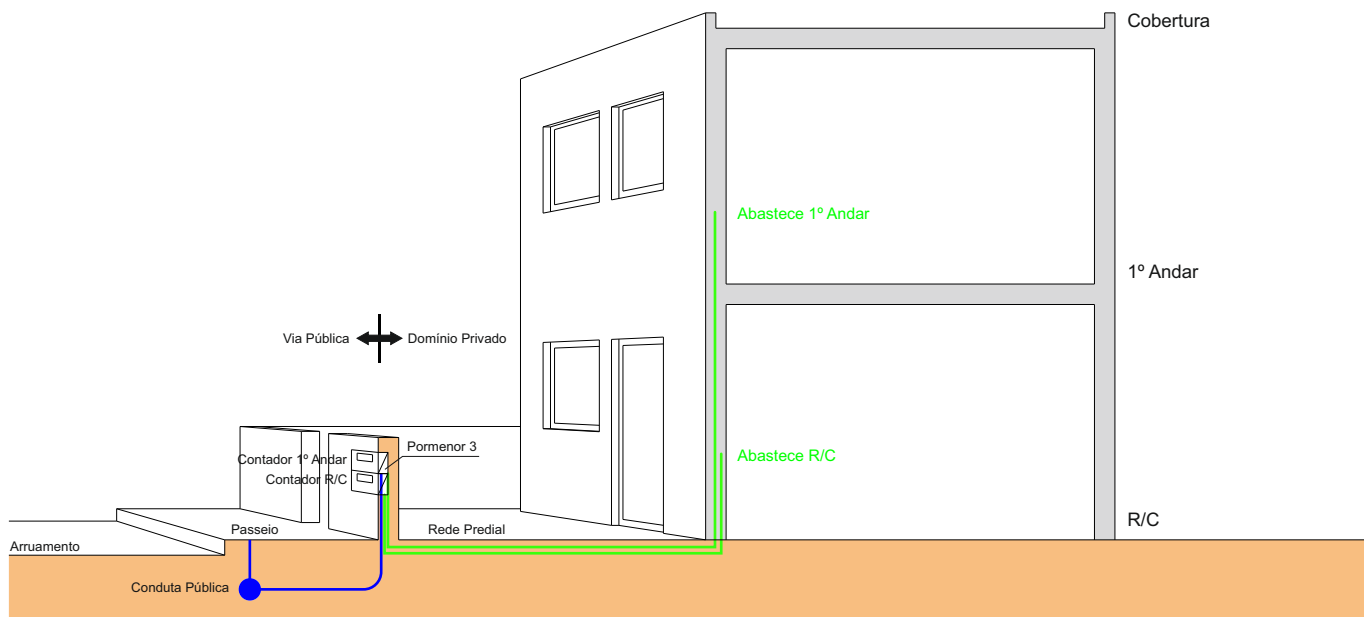 Cobertura
Abastece 1º Andar
1º Andar
Via Pública
Domínio Privado
Pormenor 3
Contador 1º Andar
Contador R/C
Abastece R/C
R/C
Passeio
Rede Predial
Arruamento
Conduta Pública